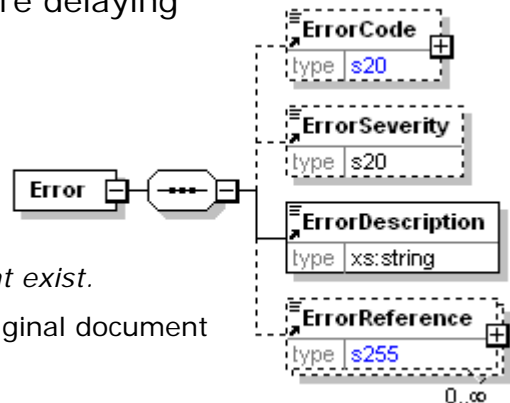 re delaying
ErrorCode
type s20
ErrorSeverity
type s20
Error
ErrorDescription
type xs:string
t exist.
ginal document
ErrorReference
type s255
0..∞